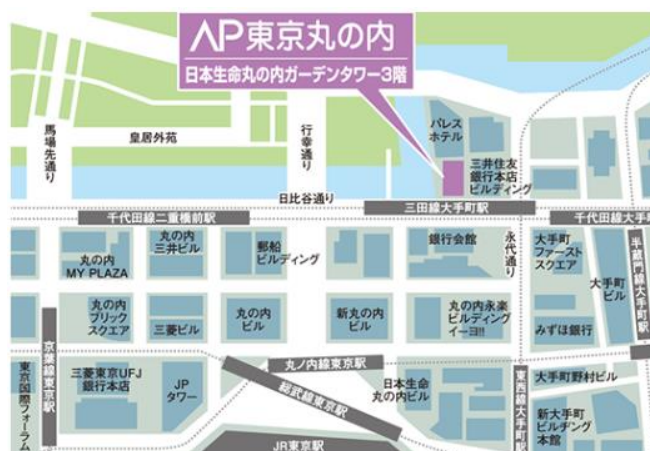 AP東京丸の内
日本生命丸の内ガーデンタワー3階
馬場先通り
皇居外苑
行幸通り
パレス
ホテル
三井住友
銀行本店
ビルディング
日比谷通り
千代田線二重橋前駅
三田線大手町駅
千代田線大手町
丸の内
MY PLAZA
丸の内
三井ビル
郵船
ビルディング
銀行会館
永代通り
大手町
ファースト
スクエア
大手町
ビル
半蔵門線大手町駅
丸の内
ブリック
スクエア
三菱ビル
丸の内
ビル
新丸の内
ビル
丸の内永楽
ビルディング
イーヨ!!
みずほ銀行
京葉線東京駅
東京国際フォーラム
三菱東京UFJ
銀行本店
JP
タワー
総武線東京駅
丸ノ内線東京駅
日本生命
丸の内ビル
東西線大手町駅
大手町野村ビル
新大手町
ビルヂング
本館
JR東京駅